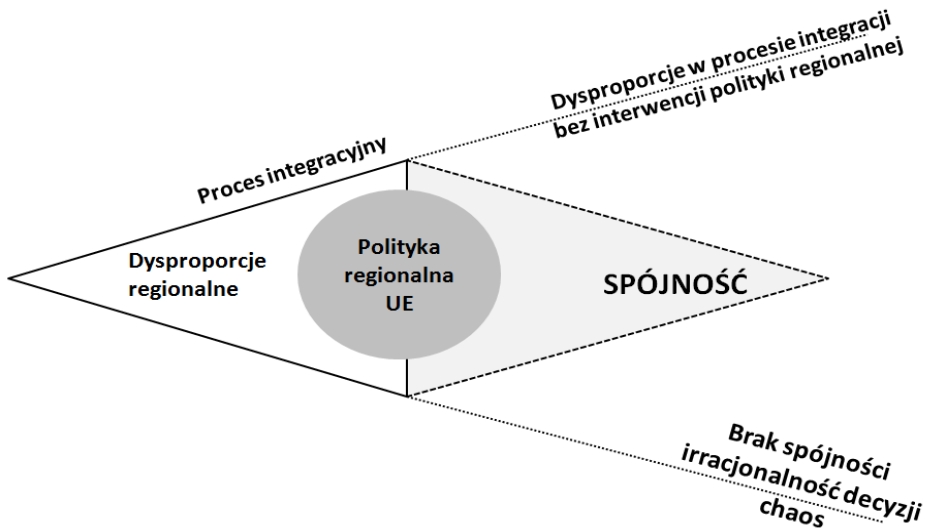 Dysproporcje w procesie integracji
bez interwencji polityki regionalnej
Proces integracyjny
Dysproporcje
regionalne
Polityka
regionalna
UE
SPÓJNOŚĆ
Brak spójności
irracjonalność decyzji
chaos